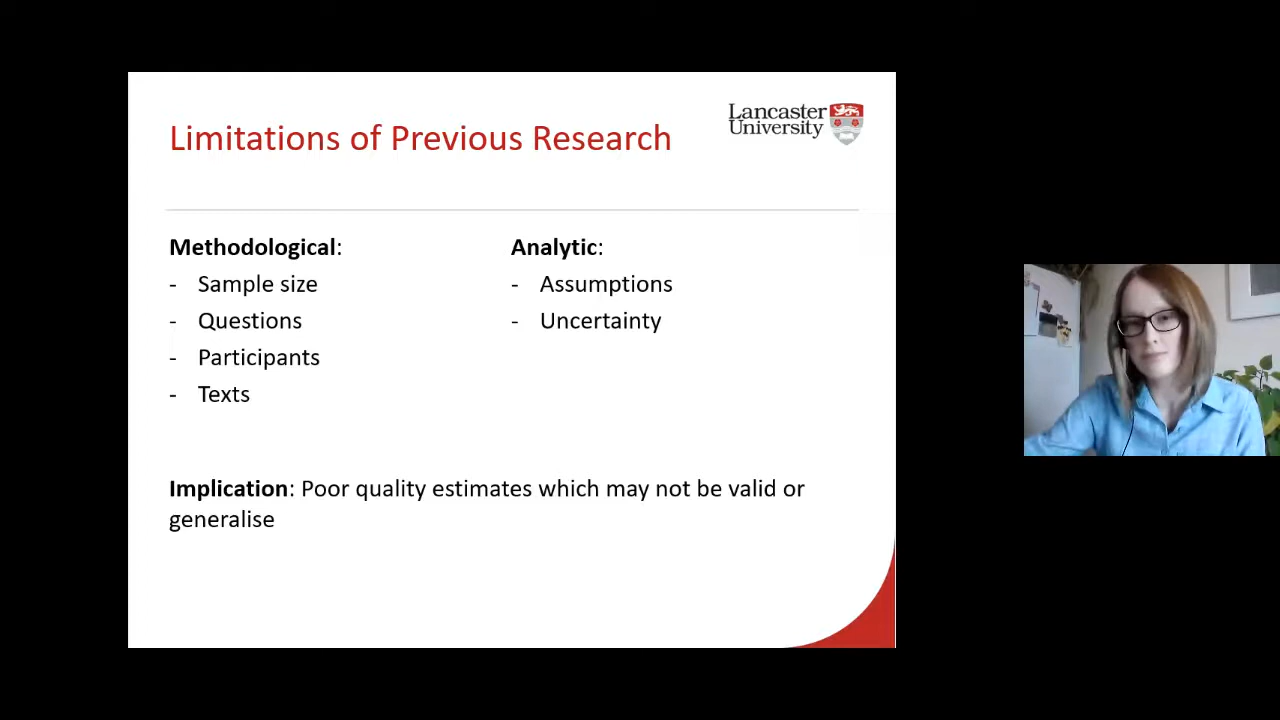 Lancaster
University
Limitations of Previous Research
Methodological:
- Sample size
- Questions
- Participants
- Texts
Analytic:
- Assumptions
- Uncertainty
Implication: Poor quality estimates which may not be valid or
generalise